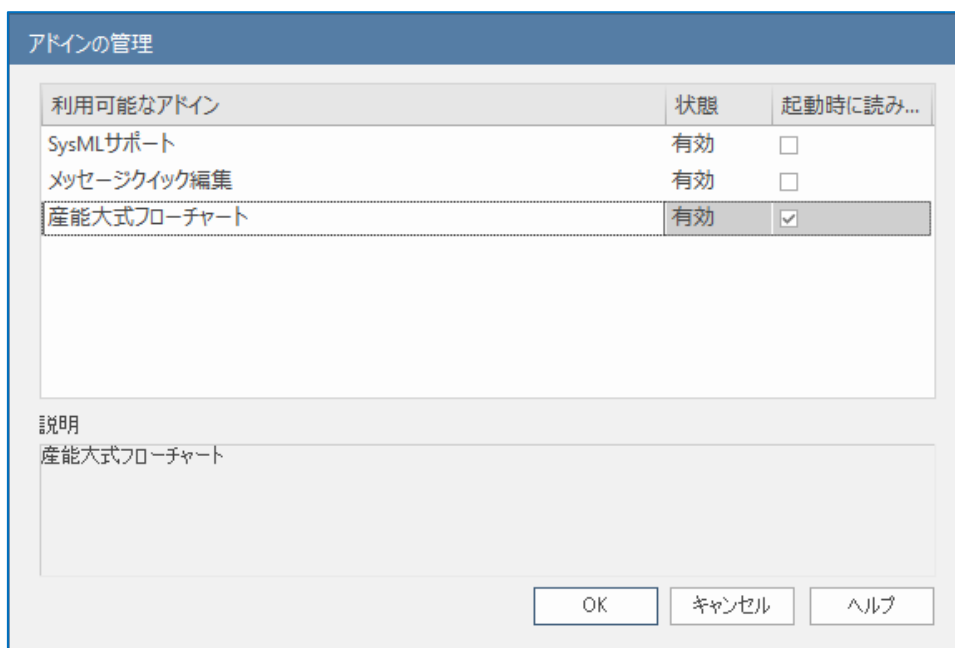 アドインの管理
利用可能なアドイン 状態 起動時に読み...
SysMLサポート 有効
メッセージクイック編集 有効
産能大式フローチャート 有効
説明
産能大式フローチャート
OK キャンセル ヘルプ